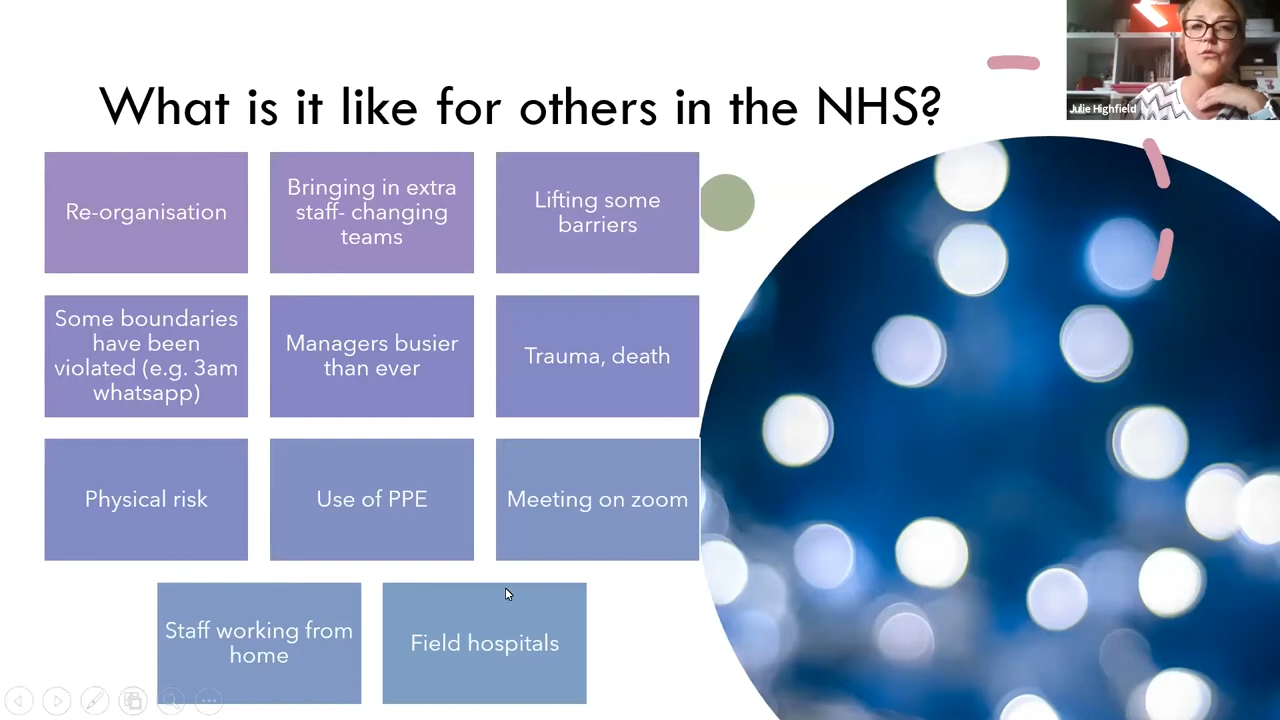 What is it like for others in the NHS?
Julie Highfield
Re-organisation
Bringing in extra
staff- changing
teams
Lifting some
barriers
Some boundaries
have been
violated (e.g. 3am
whatsapp)
Managers busier
than ever
Trauma, death
Physical risk
Use of PPE
Meeting on zoom
Staff working from
home
Field hospitals